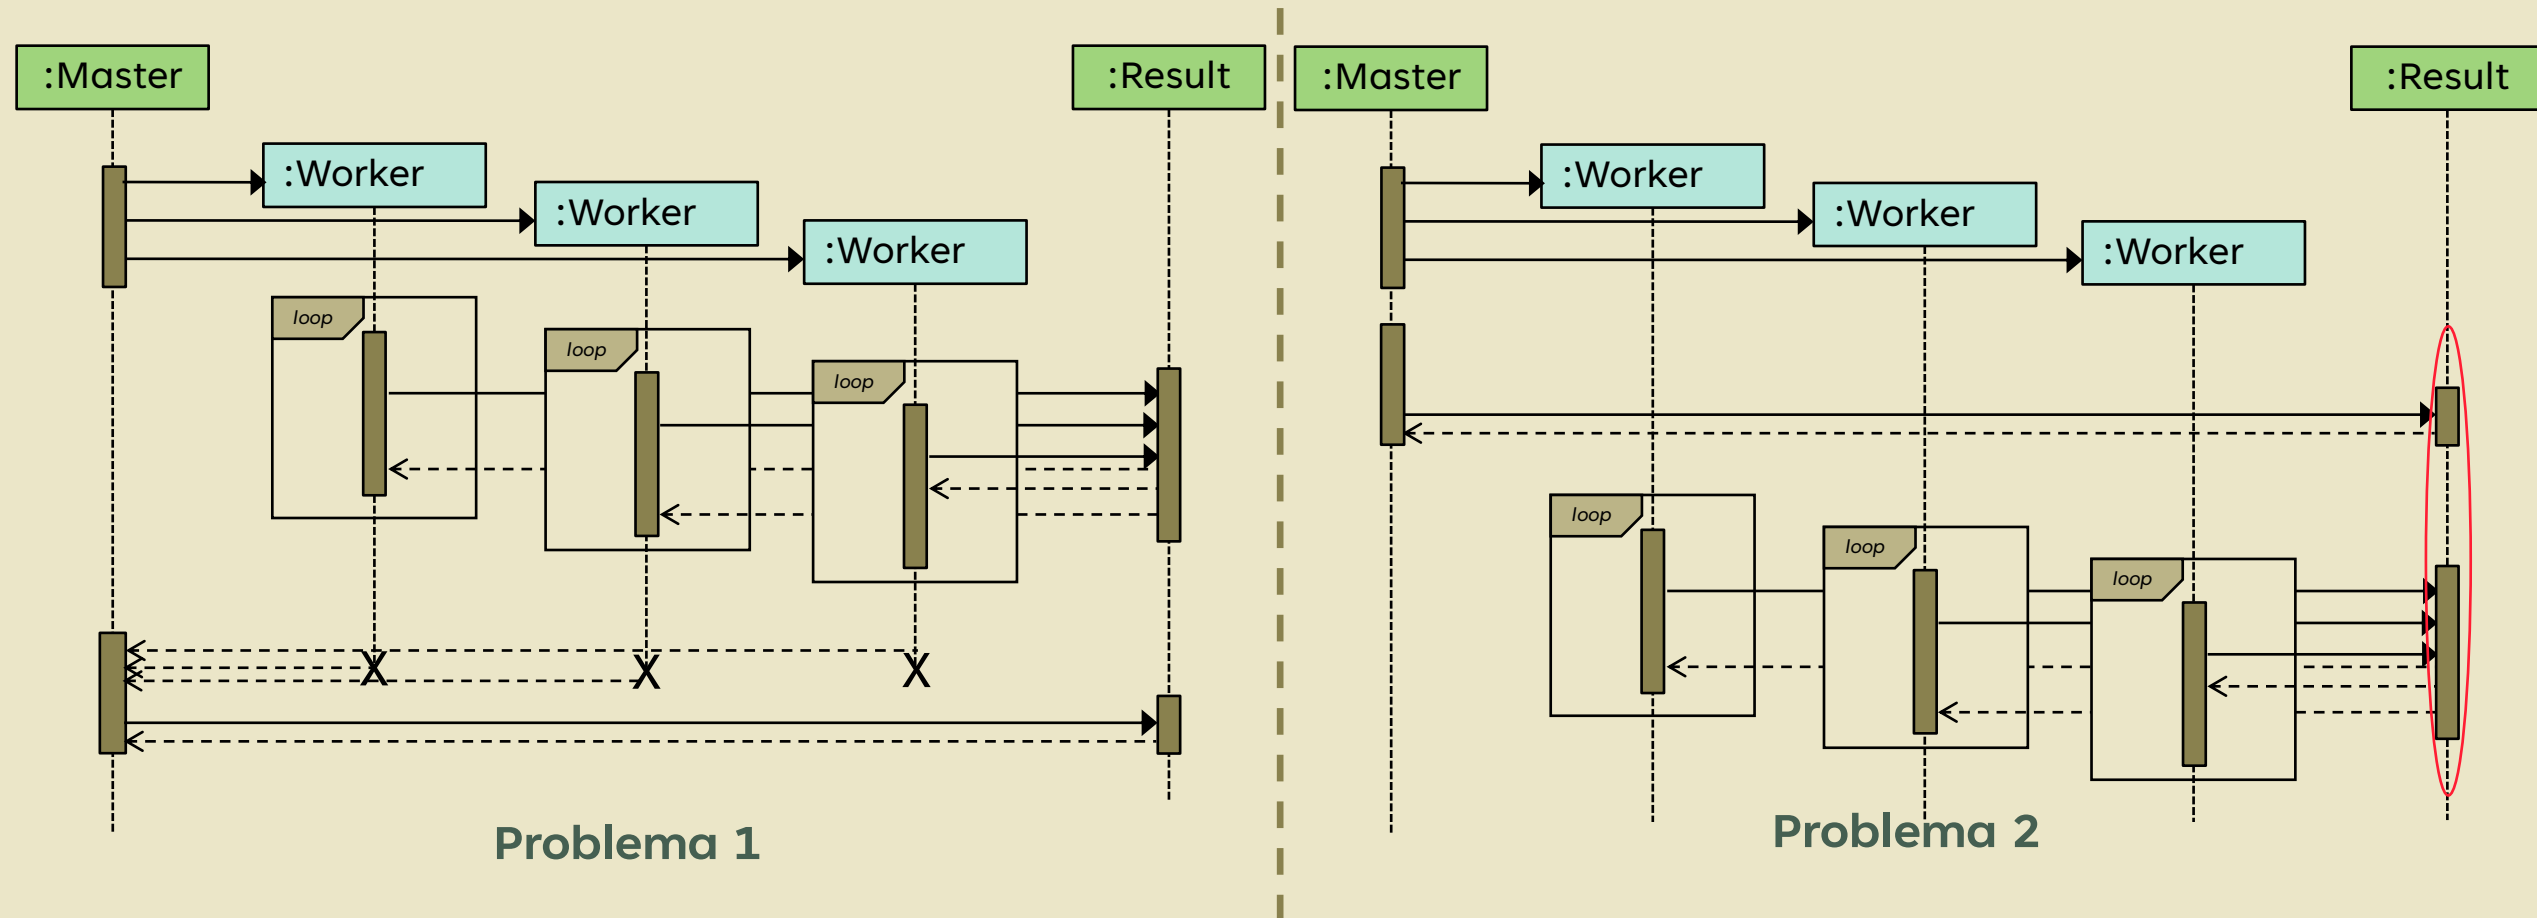 :Master
:Result
:Worker
:Worker
:Worker
loop
loop
loop
X
X
X
Problema 1
:Master
:Result
:Worker
:Worker
:Worker
loop
loop
loop
Problema 2